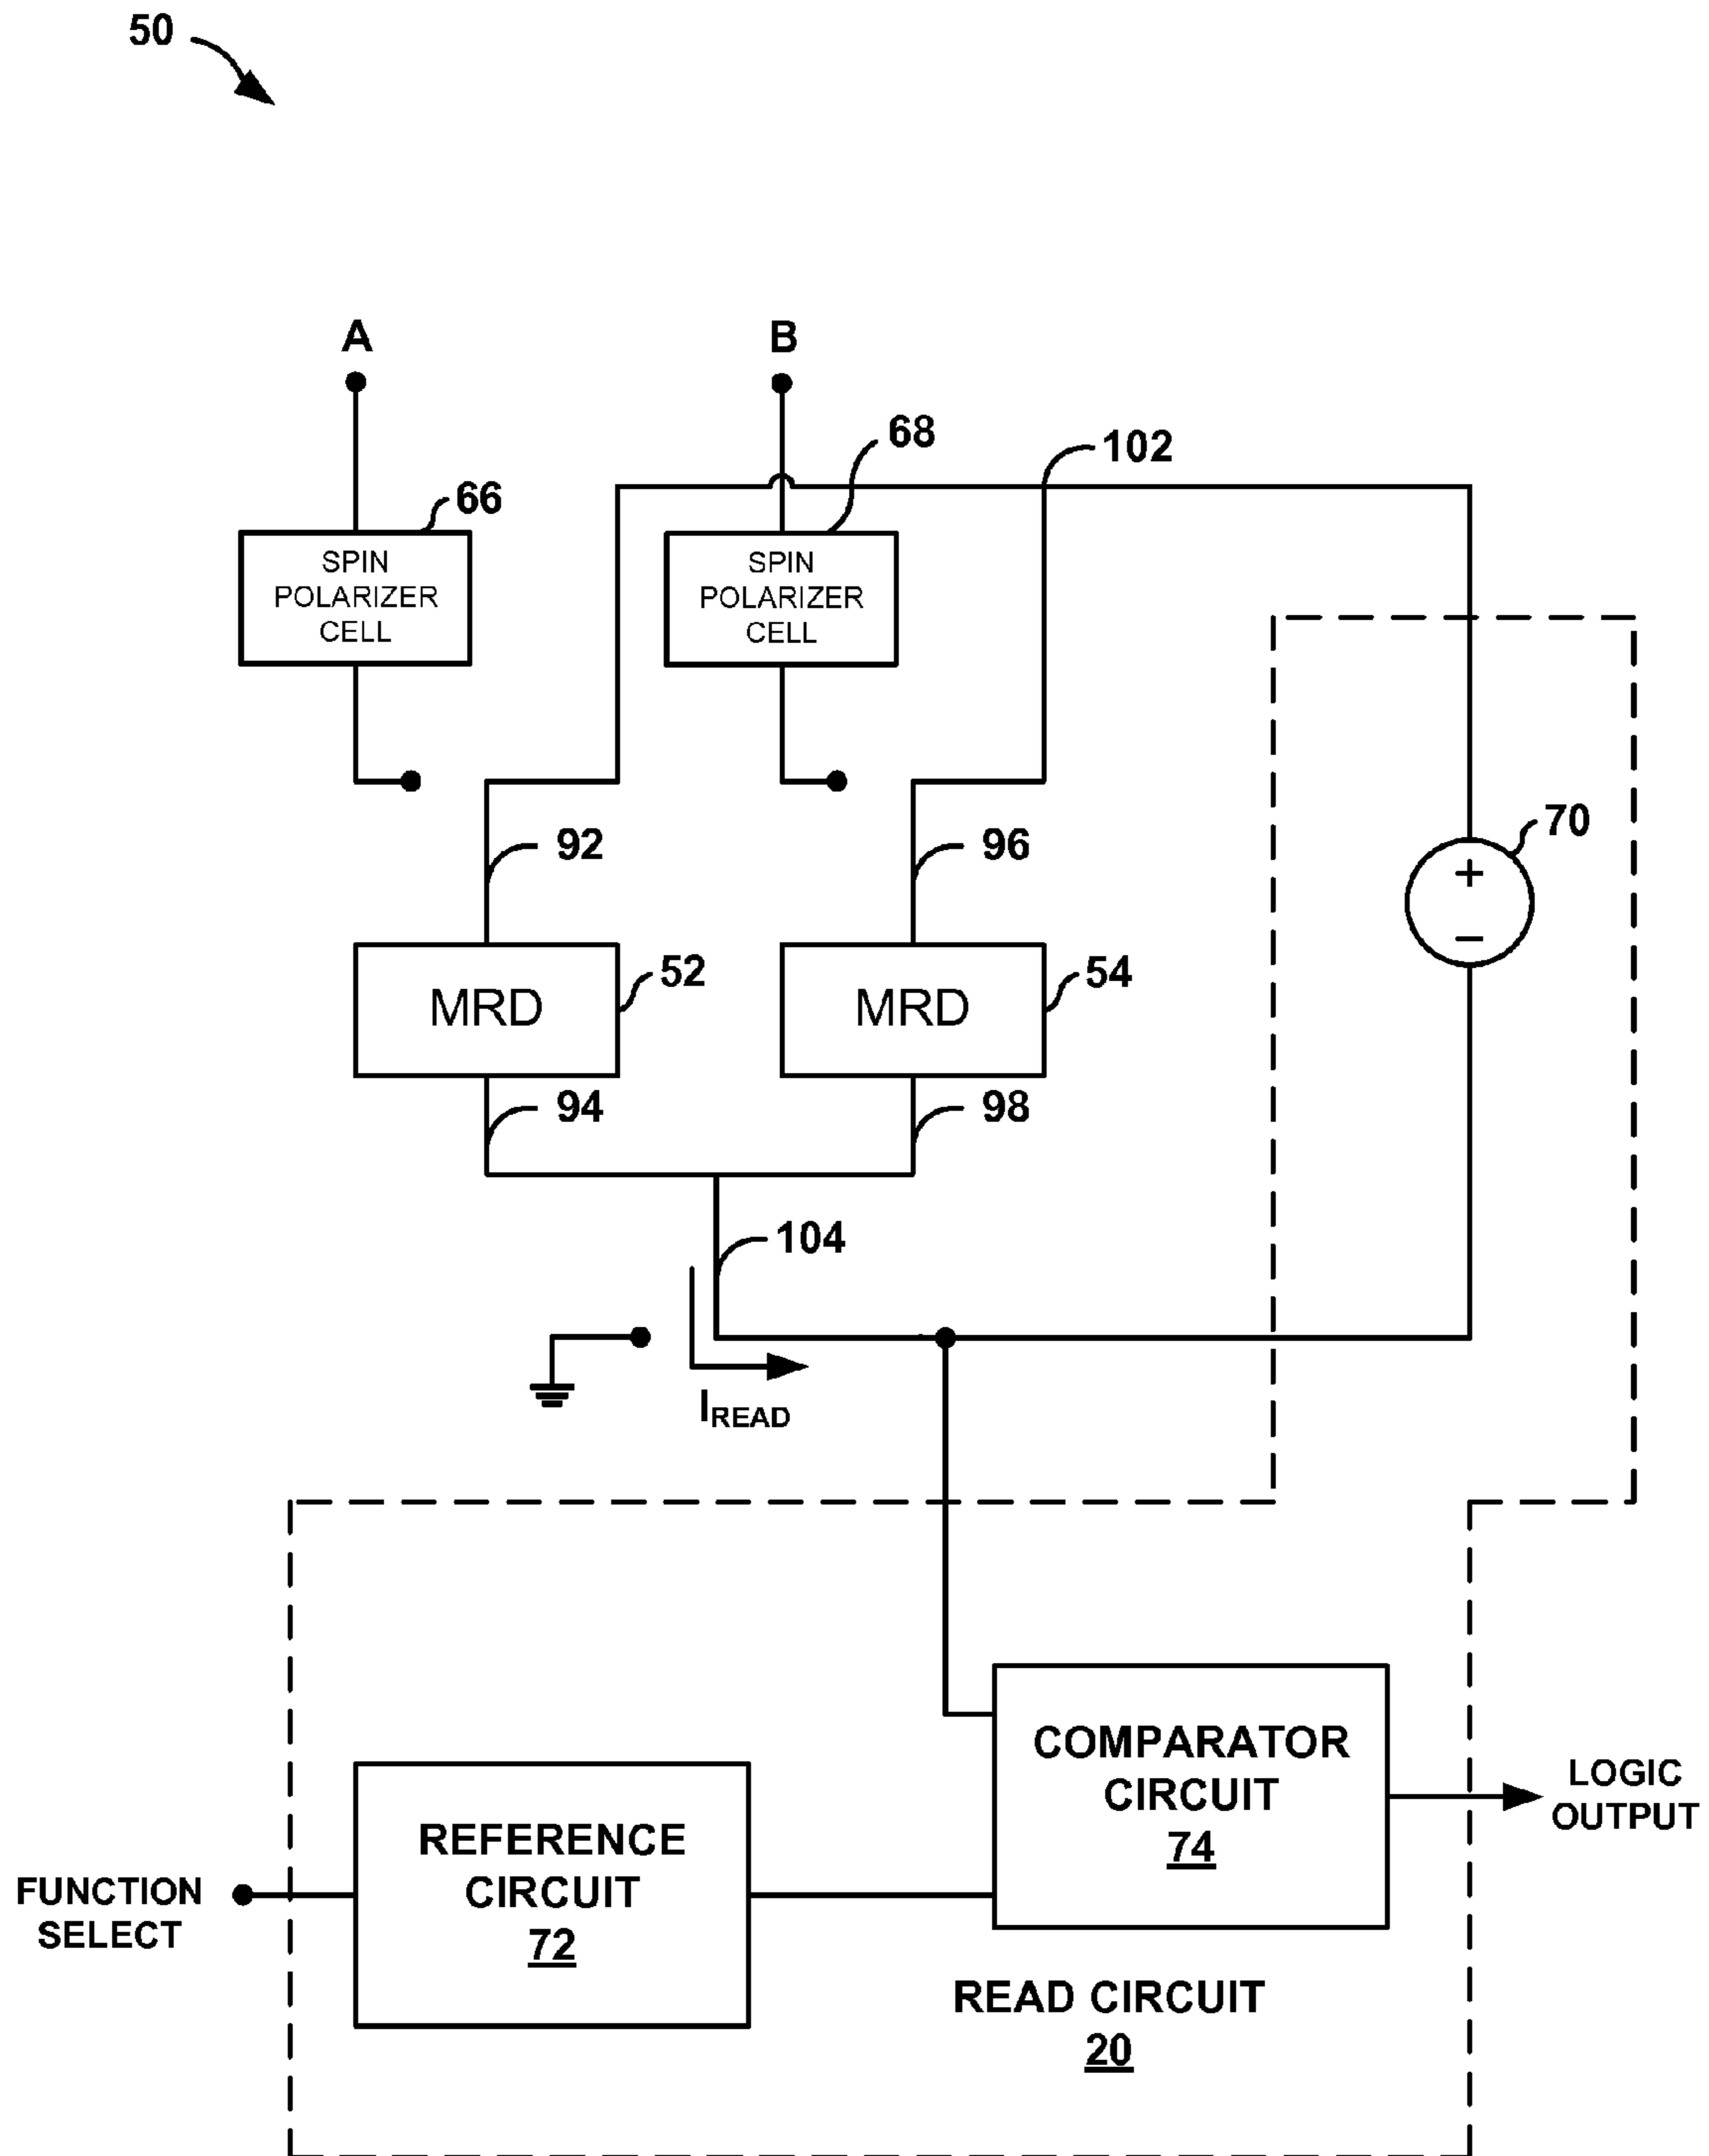 50
A
B
68
102
66
SPIN
POLARIZER
CELL
SPIN
POLARIZER
CELL
70
+
−
92
96
52
54
MRD
MRD
94
98
104
IREAD
COMPARATOR
CIRCUIT
74
LOGIC
OUTPUT
REFERENCE
CIRCUIT
72
FUNCTION
SELECT
READ CIRCUIT
20